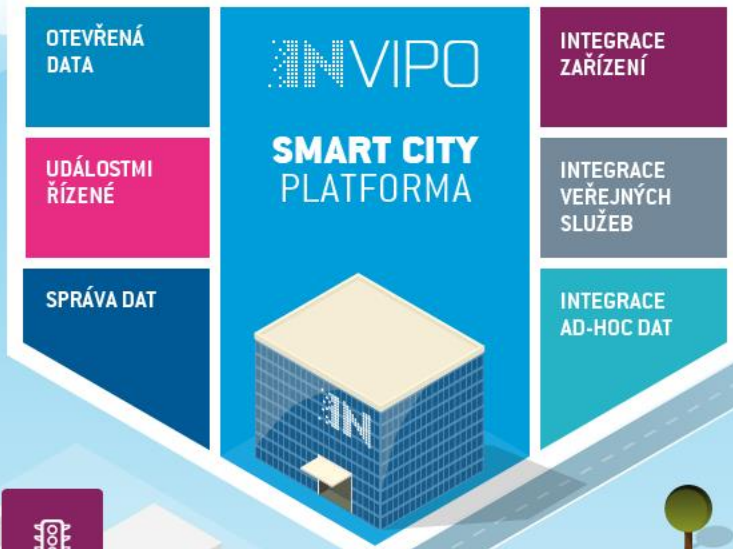 OTEVŘENÁ
DATA
UDÁLOSTMI
ŘÍZENÉ
SPRÁVA DAT
INVIPO
SMART CITY
PLATFORMA
IN
INTEGRACE
ZAŘÍZENÍ
INTEGRACE
VEŘEJNÝCH
SLUŽEB
INTEGRACE
AD-HOC DAT